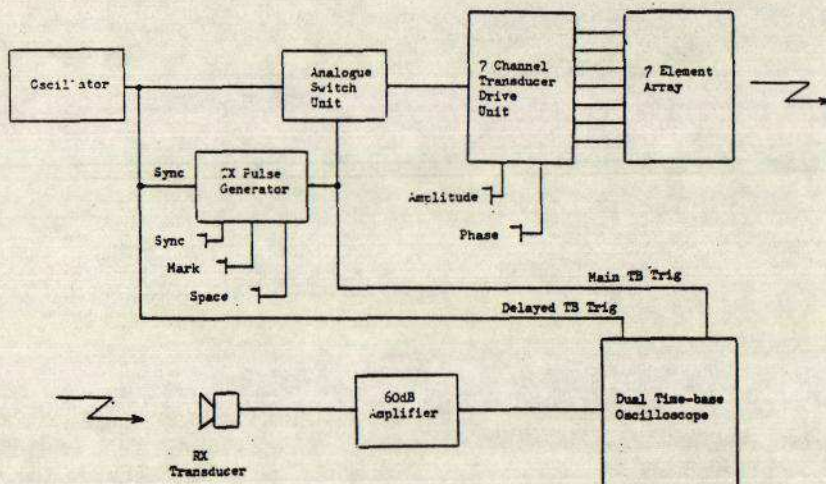 Oscillator
Analogue
Switch
Unit
7 Channel
Transducer
Drive
Unit
7 Element
Array
Sync
TX Pulse
Generator
Amplitude
Phase
Sync
Mark
Space
Main TB Trig
Delayed TB Trig
60dB
Amplifier
Dual Time-base
Oscilloscope
RX
Transducer